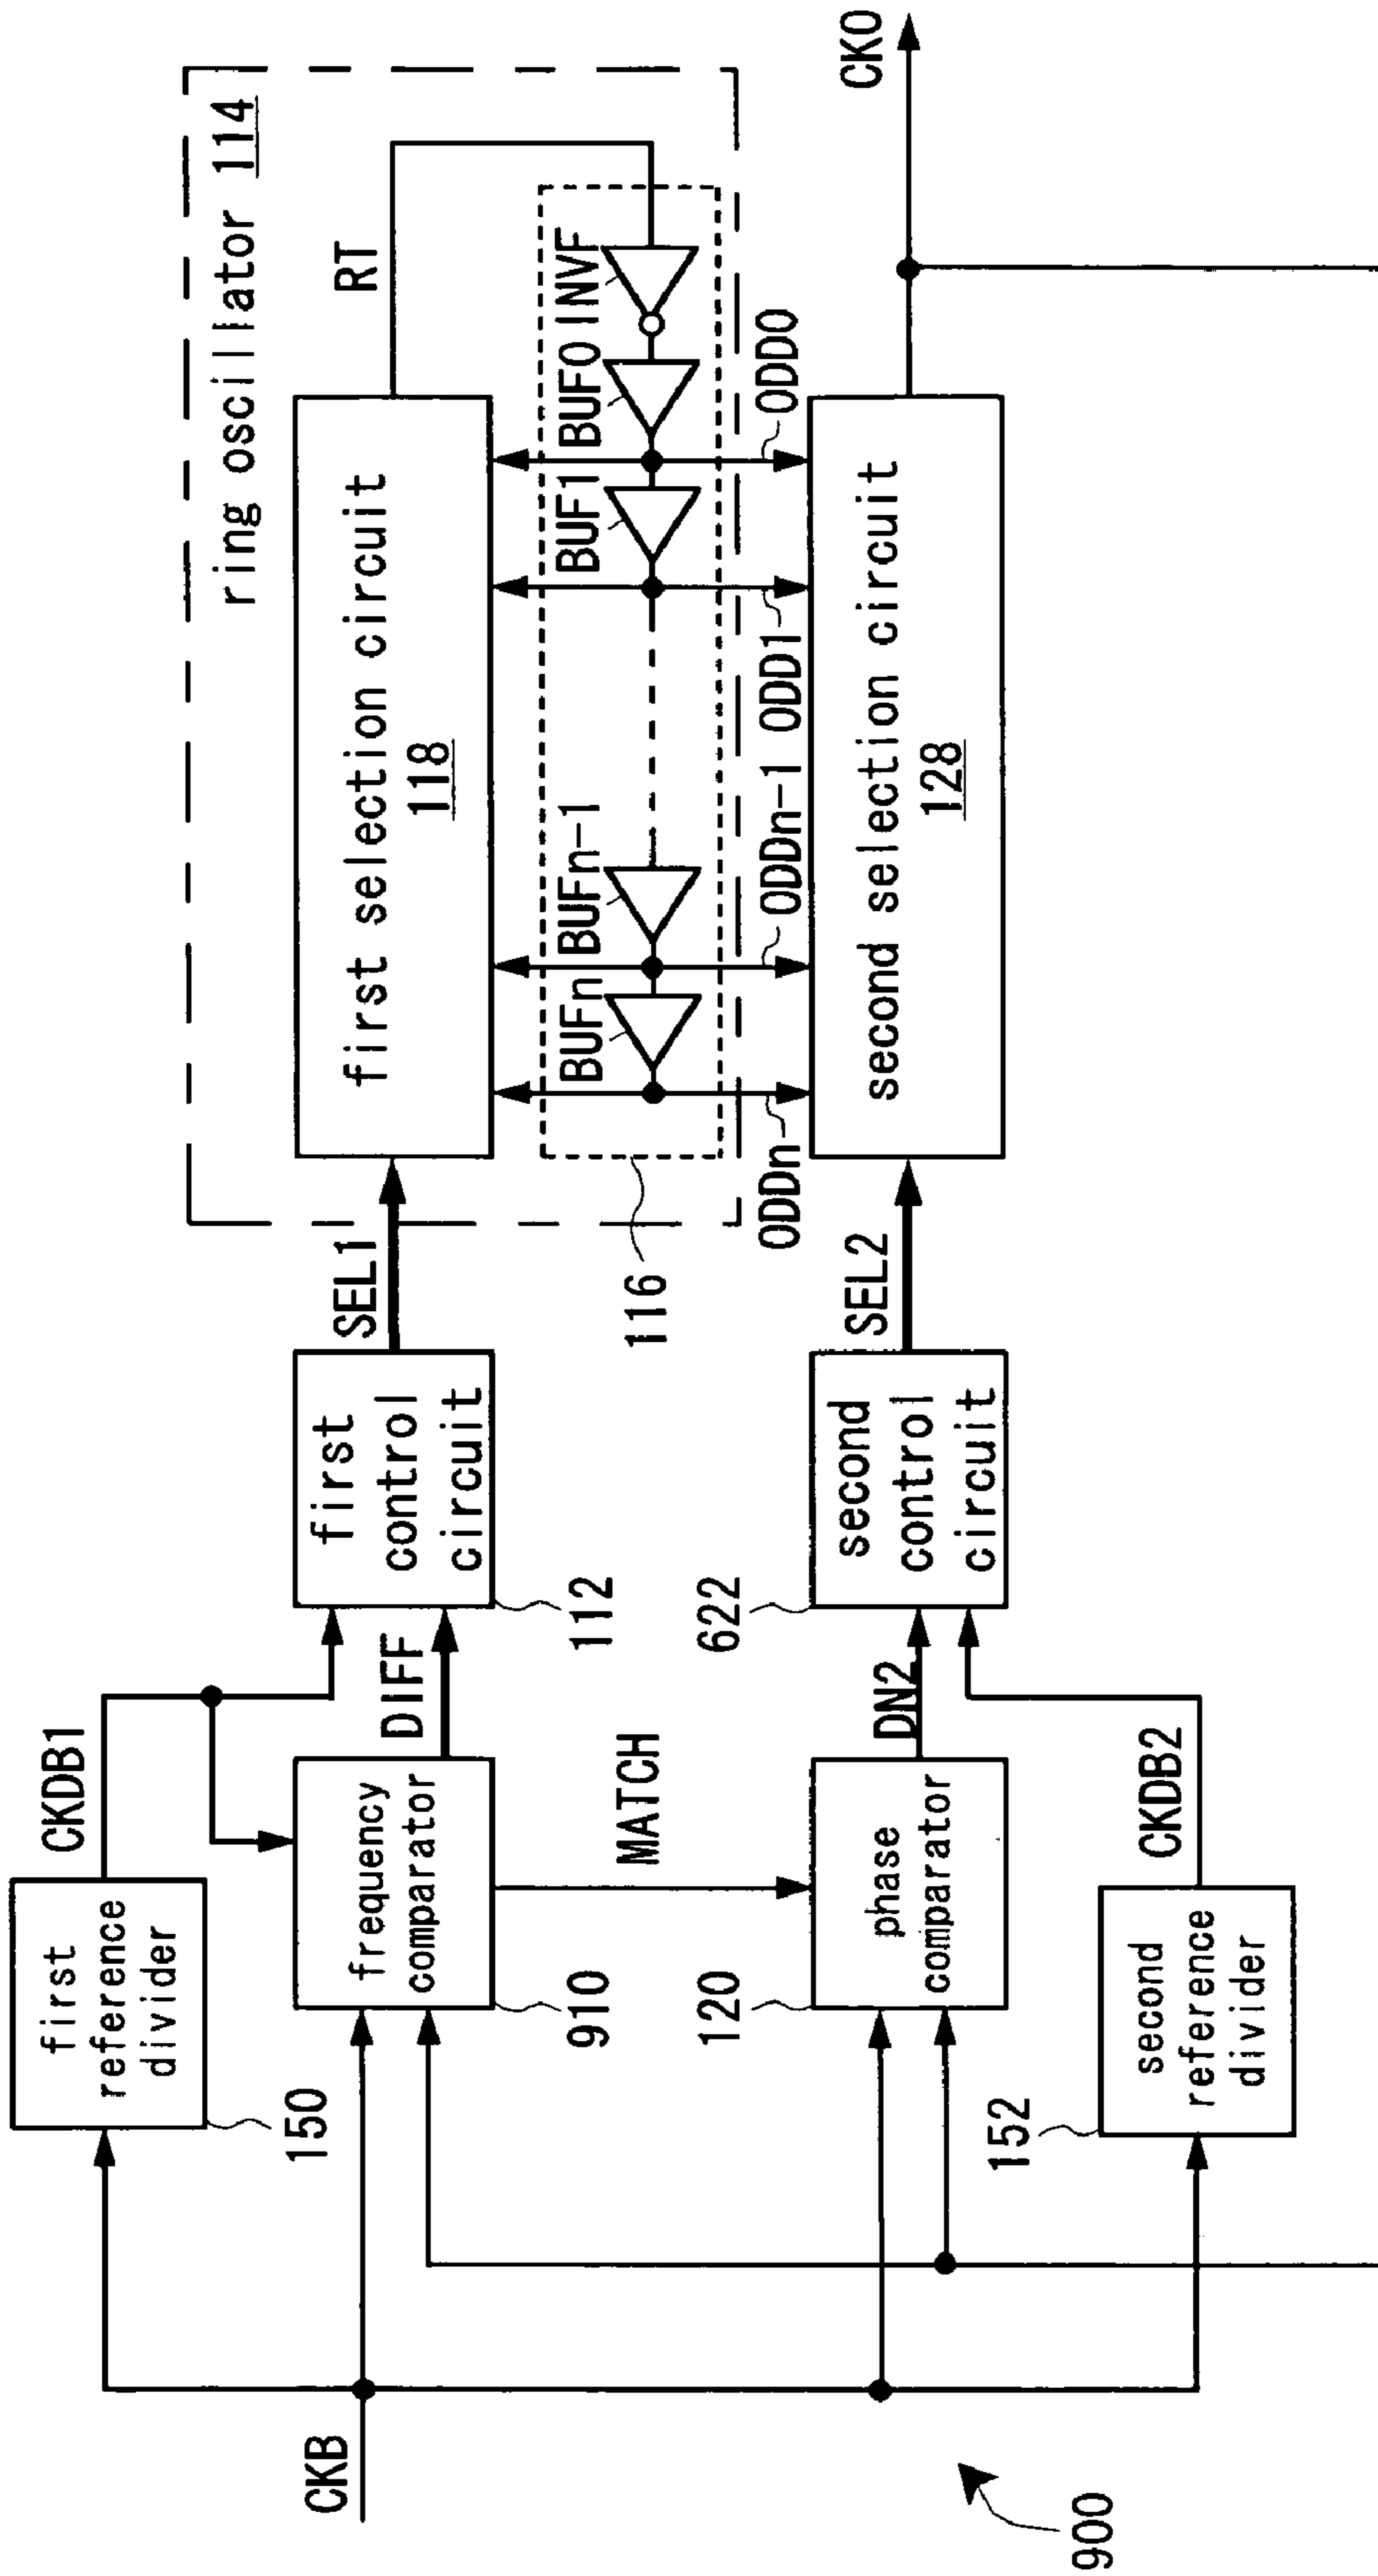 ring oscillator 114
first selection circuit
118
RT
INVF
BUF0
BUF1
BUFn-1
BUFn
116
ODD0
ODD1
ODDn-1
ODDn
second selection circuit
128
CKO
SEL1
SEL2
first
control
circuit
112
second
control
circuit
622
DIFF
DN2
CKDB1
frequency
comparator
910
MATCH
phase
comparator
120
CKDB2
first
reference
divider
150
second
reference
divider
152
CKB
900